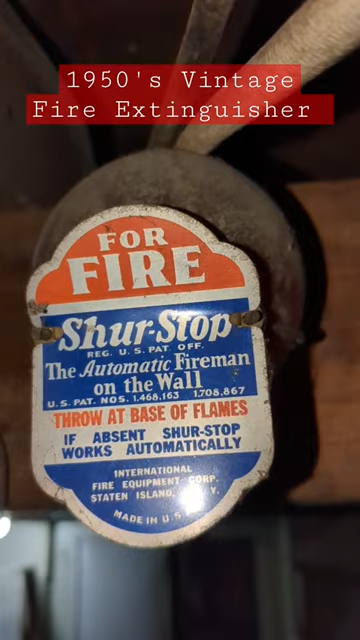 1950's Vintage
Fire Extinguisher
FOR
FIRE
Shur-Stop
REG. U.S. PAT. OFF.
The Automatic Fireman
on the Wall
U.S. PAT. NOS. 1,468,163 1,708,867
THROW AT BASE OF FLAMES
IF ABSENT SHUR-STOP
WORKS AUTOMATICALLY
INTERNATIONAL
FIRE EQUIPMENT CORP.
STATEN ISLAND, Y.
MADE IN U.S.